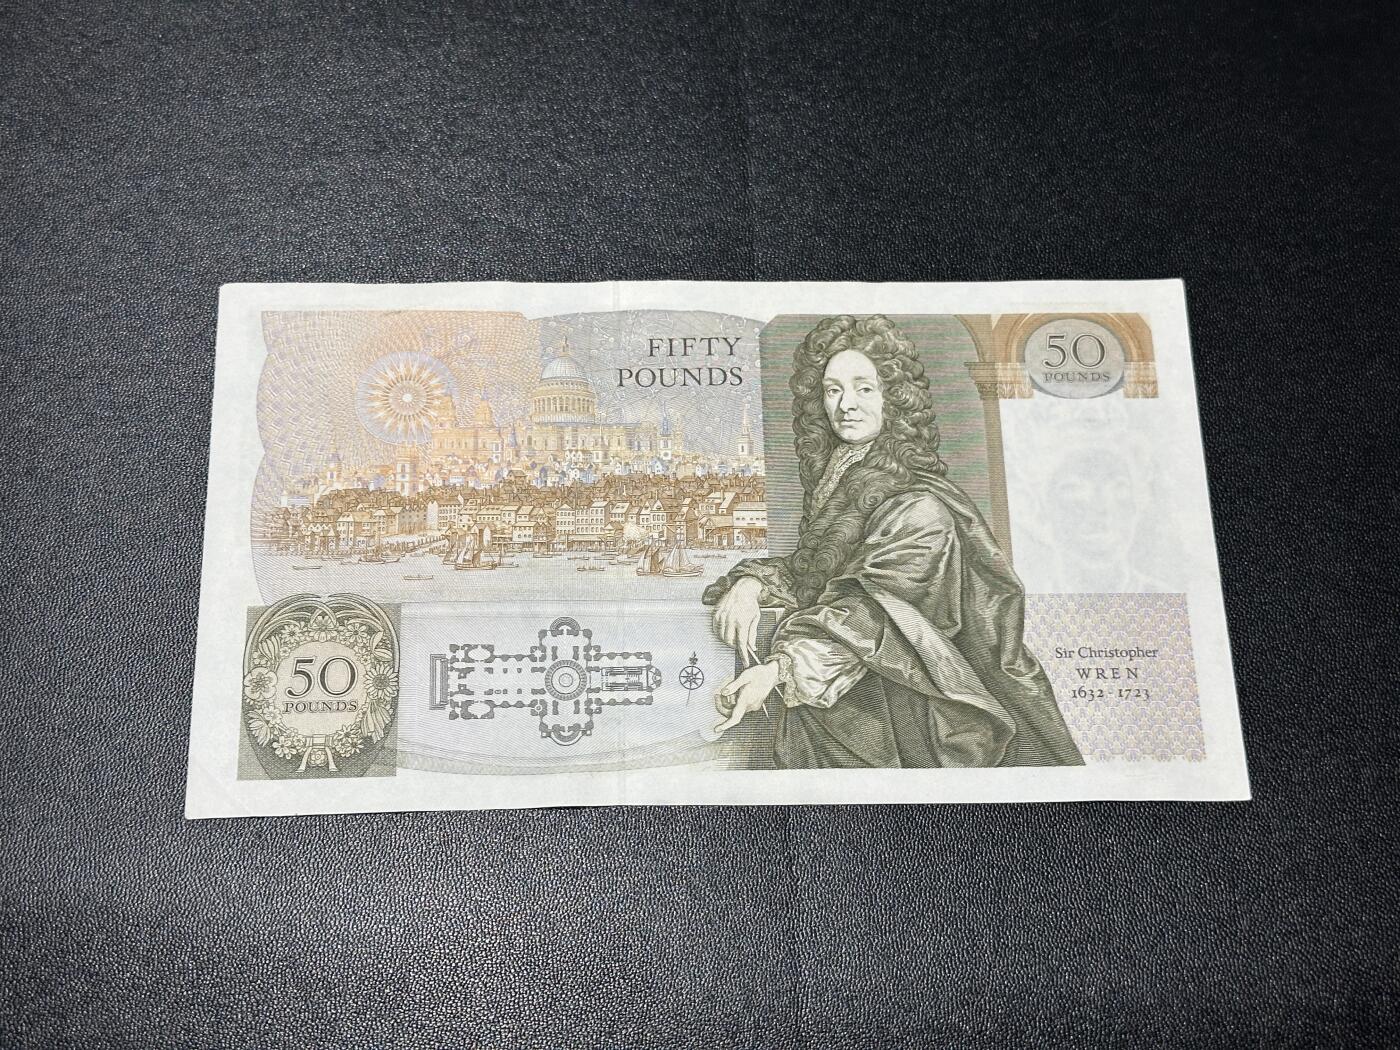 FIFTY
POUNDS
50
POUNDS
50
POUNDS
Sir Christopher
WREN
1632 - 1723